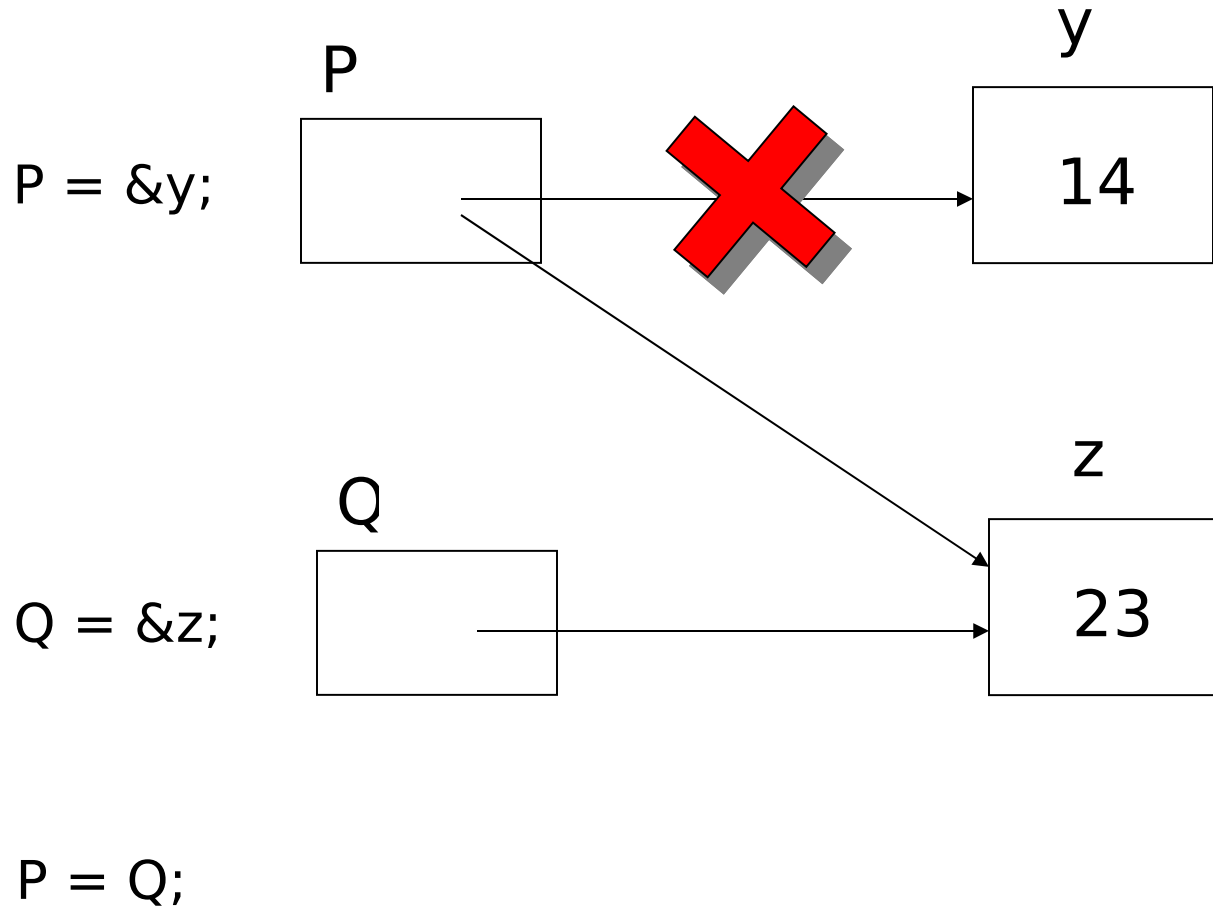 y
P
P = &y;
14
z
Q
Q = &z;
23
P = Q;